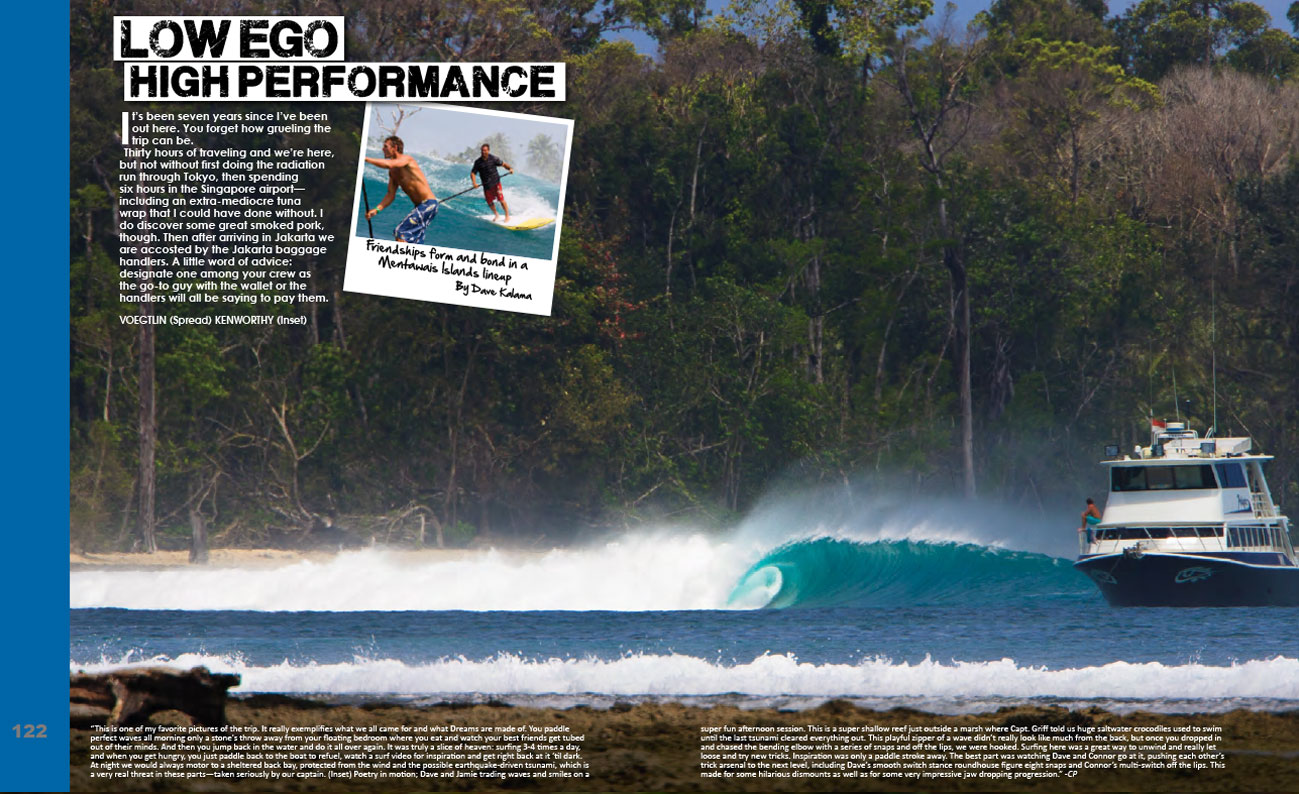 LOW EGO
HIGH PERFORMANCE
It's been seven years since I've been
out here. You forget how grueling the
trip can be.
Thirty hours of traveling and we're here,
but not without first doing the radiation
run through Tokyo, then spending
six hours in the Singapore airport—
including an extra-mediocre tuna
wrap that I could have done without. I
do discover some great smoked pork,
though. Then after arriving in Jakarta we
are accosted by the Jakarta baggage
handlers. A little word of advice:
designate one among your crew as
the go-to guy with the wallet or the
handlers will all be saying to pay them.
VOEGTLIN (Spread) KENWORTHY (Inset)
Friendships form and bond in a
Mentawais Islands lineup
By Dave Kalama
122
"This is one of my favorite pictures of the trip. It really exemplifies what we all came for and what Dreams are made of. You paddle
perfect waves all morning only a stone's throw away from your floating bedroom where you eat and watch your best friends get tubed
out of their minds. And then you jump back in the water and do it all over again. It was truly a slice of heaven: surfing 3-4 times a day,
and when you get hungry, you just paddle back to the boat to refuel, watch a surf video for inspiration and get right back at it 'til dark.
At night we would always motor to a sheltered back bay, protected from the wind and the possible earthquake-driven tsunami, which is
a very real threat in these parts—taken seriously by our captain. (Inset) Poetry in motion; Dave and Jamie trading waves and smiles on a
super fun afternoon session. This is a super shallow reef just outside a marsh where Capt. Griff told us huge saltwater crocodiles used to swim
until the last tsunami cleared everything out. This playful zipper of a wave didn't really look like much from the back, but once you dropped in
and chased the bending elbow with a series of snaps and off the lips, we were hooked. Surfing here was a great way to unwind and really let
loose and try new tricks. Inspiration was only a paddle stroke away. The best part was watching Dave and Connor go at it, pushing each other's
trick arsenal to the next level, including Dave's smooth switch stance roundhouse figure eight snaps and Connor's multi-switch off the lips. This
made for some hilarious dismounts as well as for some very impressive jaw dropping progression." -CP